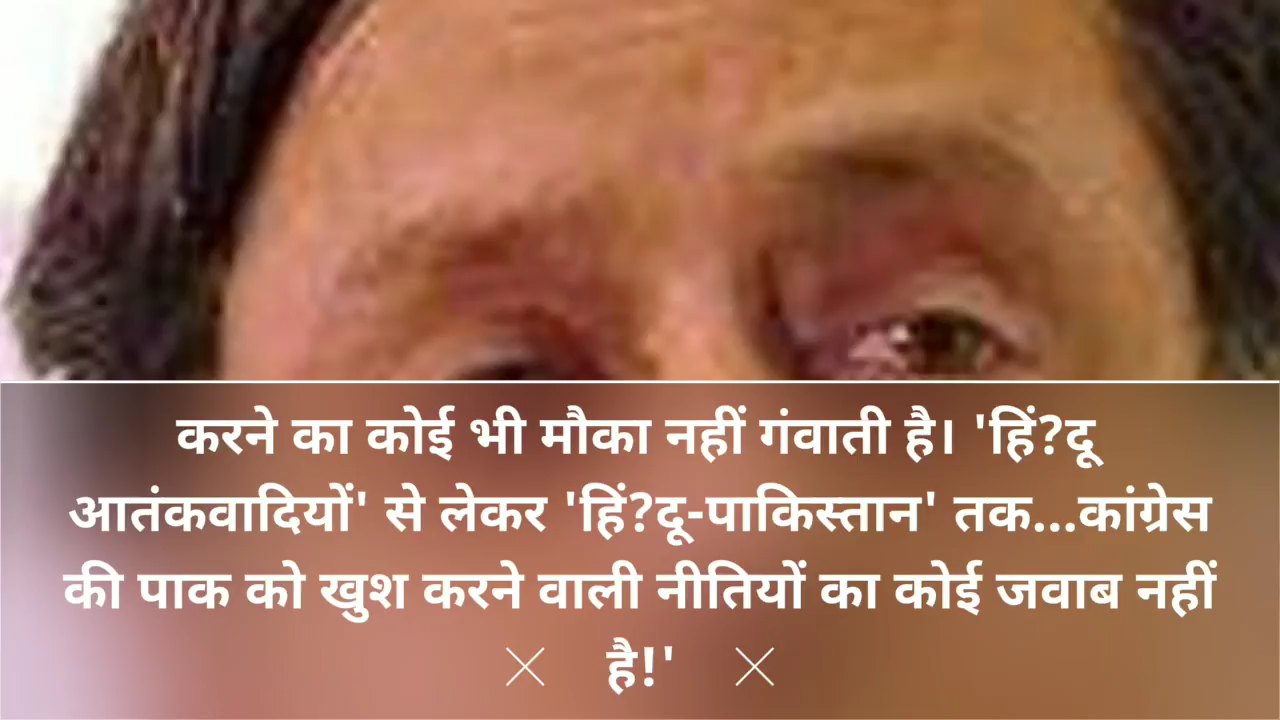 करने का कोई भी मौका नहीं गंवाती है। 'हिं?दू
आतंकवादियों' से लेकर 'हिं?दू-पाकिस्तान' तक...कांग्रेस
की पाक को खुश करने वाली नीतियों का कोई जवाब नहीं
है!'